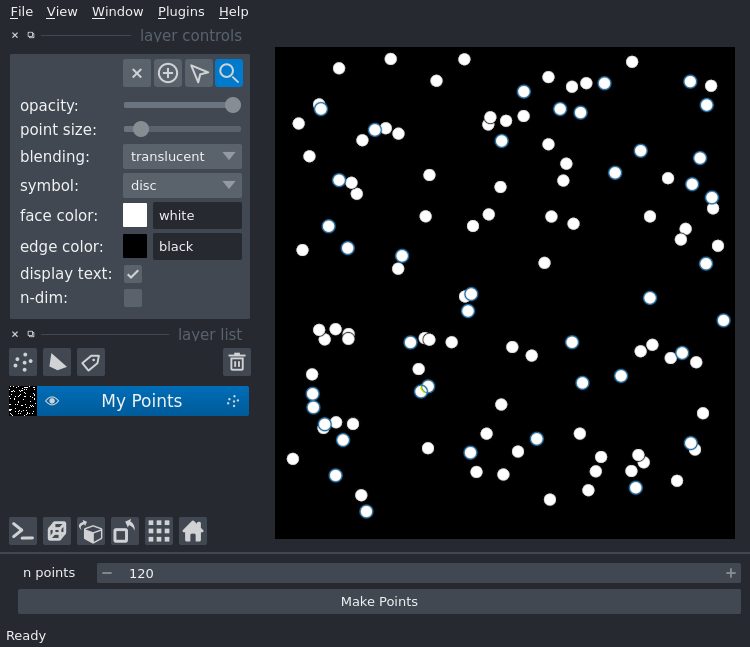 File View Window Plugins Help
layer controls
opacity:
point size:
blending: translucent
symbol: disc
face color: white
edge color: black
display text:
n-dim:
layer list
My Points
n points 120
Make Points
Ready